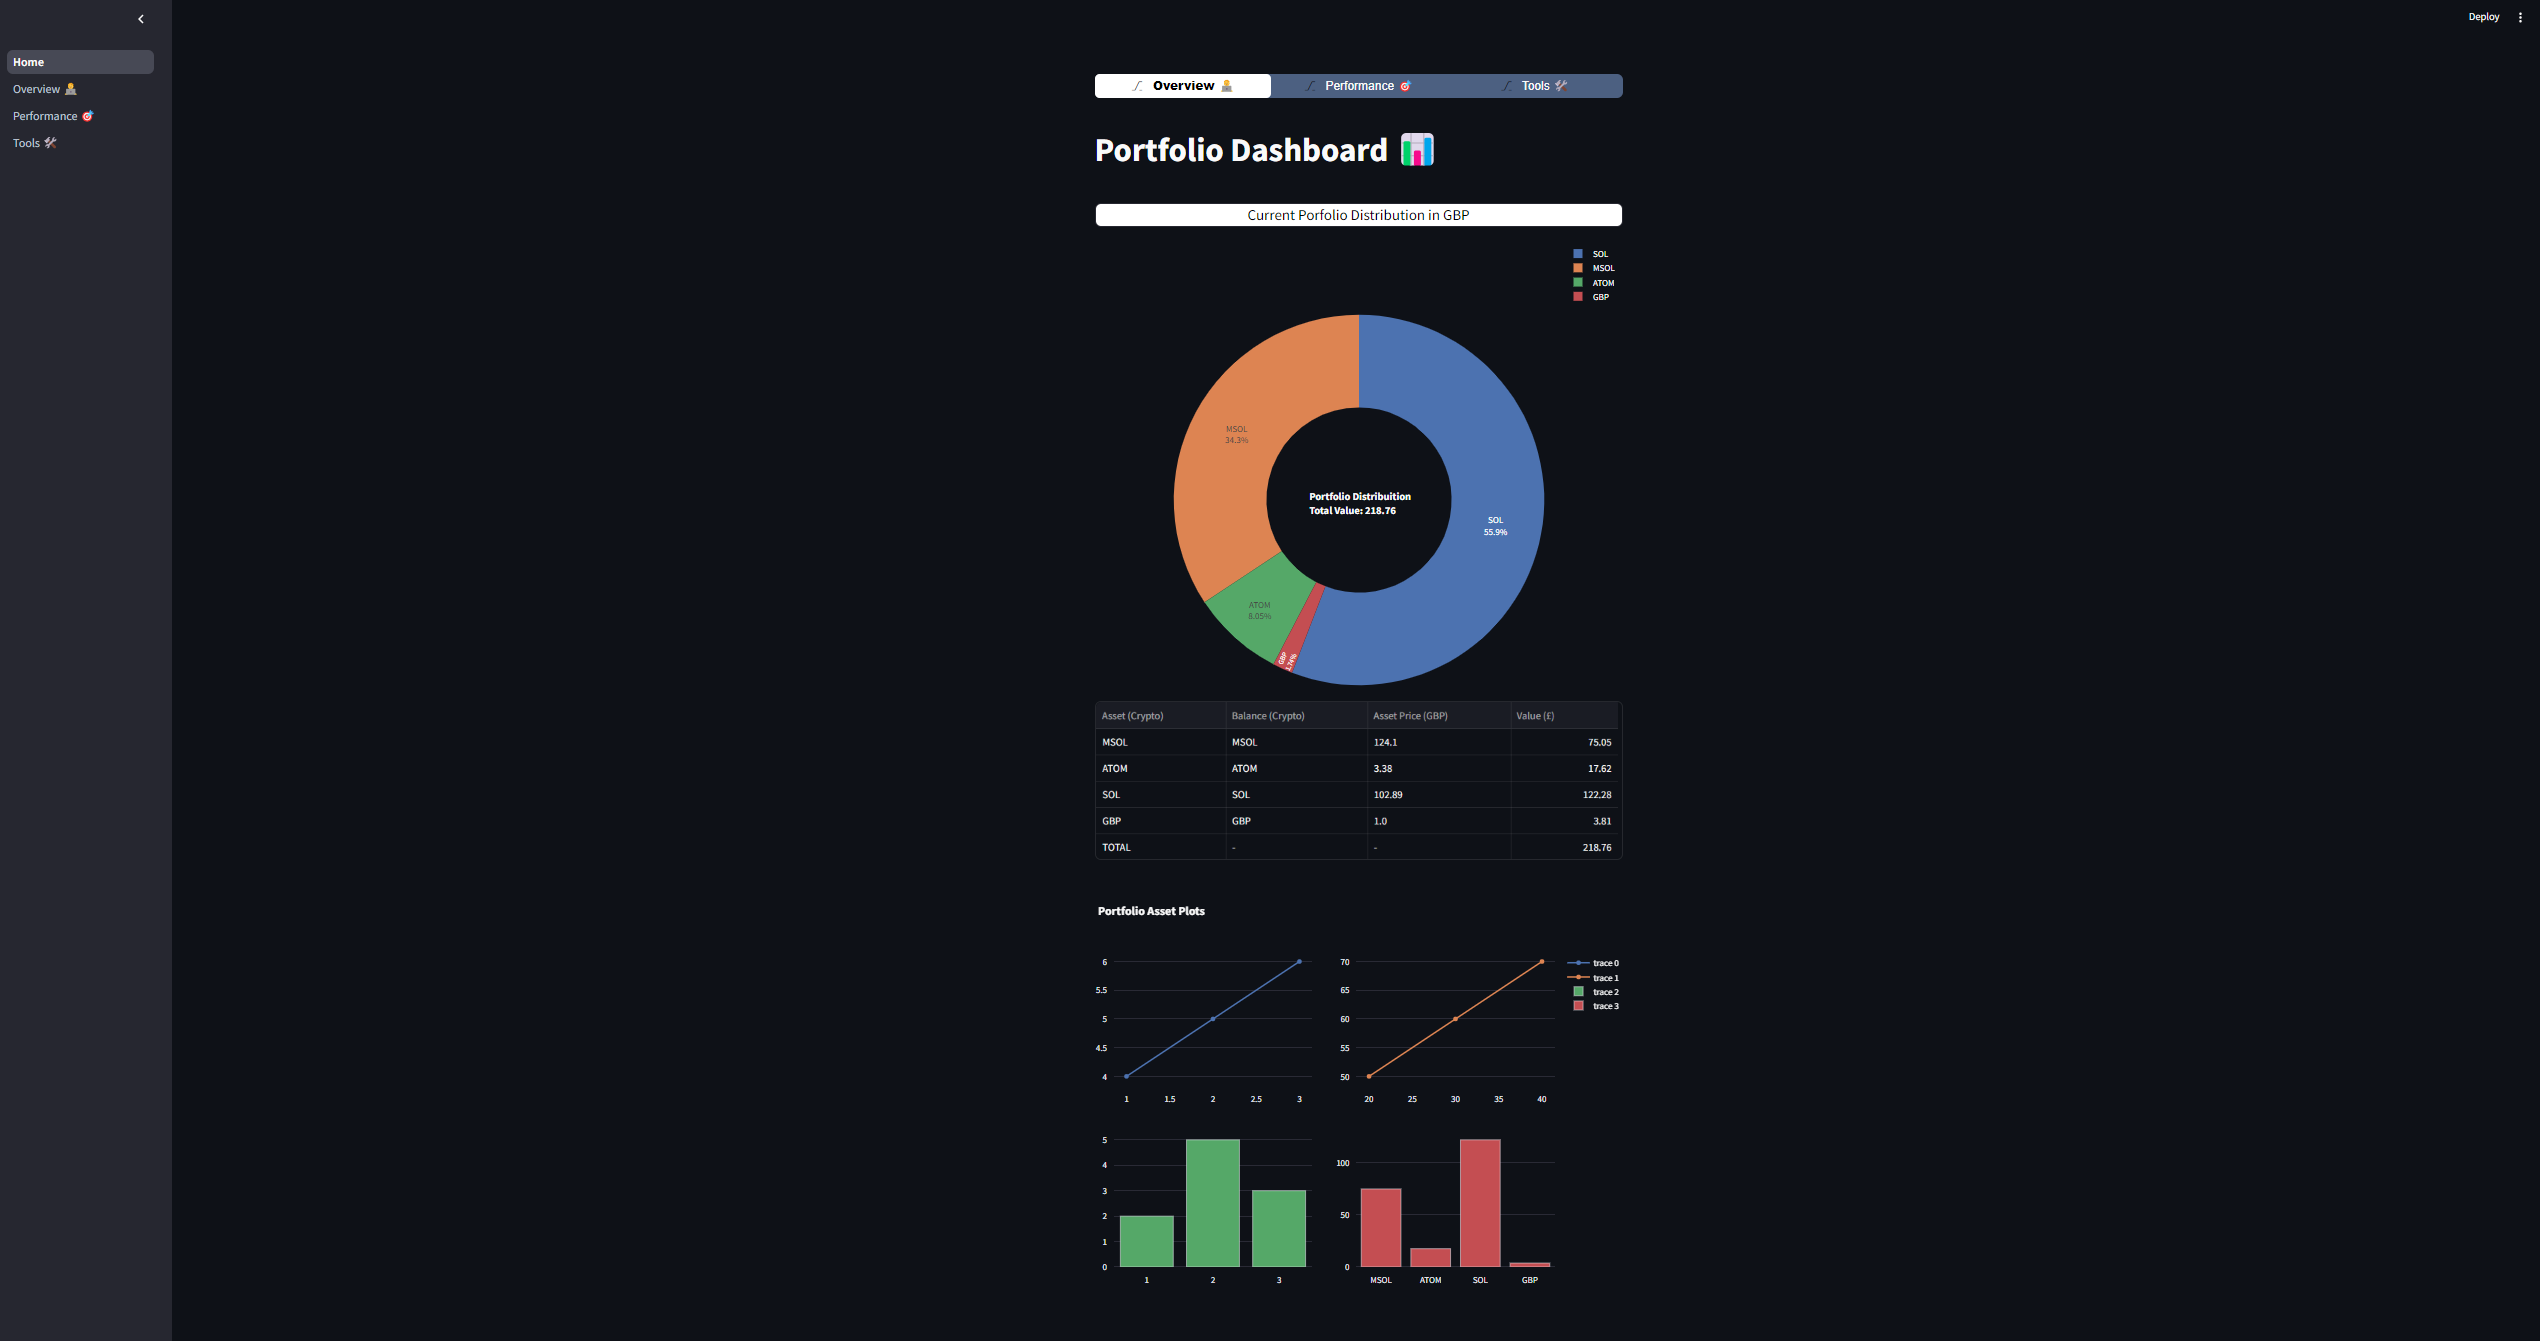 Deploy
Home
Overview 🧑‍💻
Performance 🎯
Tools 🛠️
Overview 🧑‍💻 Performance 🎯 Tools 🛠️
Portfolio Dashboard 📊
Current Porfolio Distribution in GBP
SOL
MSOL
ATOM
GBP
MSOL
34.3%
Portfolio Distribuition
Total Value: 218.76
SOL
55.9%
ATOM
8.05%
GBP
1.74%
Asset (Crypto) Balance (Crypto) Asset Price (GBP) Value (£)
MSOL MSOL 124.1 75.05
ATOM ATOM 3.38 17.62
SOL SOL 102.89 122.28
GBP GBP 1.0 3.81
TOTAL - - 218.76
Portfolio Asset Plots
6
5.5
5
4.5
4
1 1.5 2 2.5 3
70
65
60
55
50
20 25 30 35 40
trace 0
trace 1
trace 2
trace 3
5
4
3
2
1
0
1 2 3
100
50
0
MSOL ATOM SOL GBP